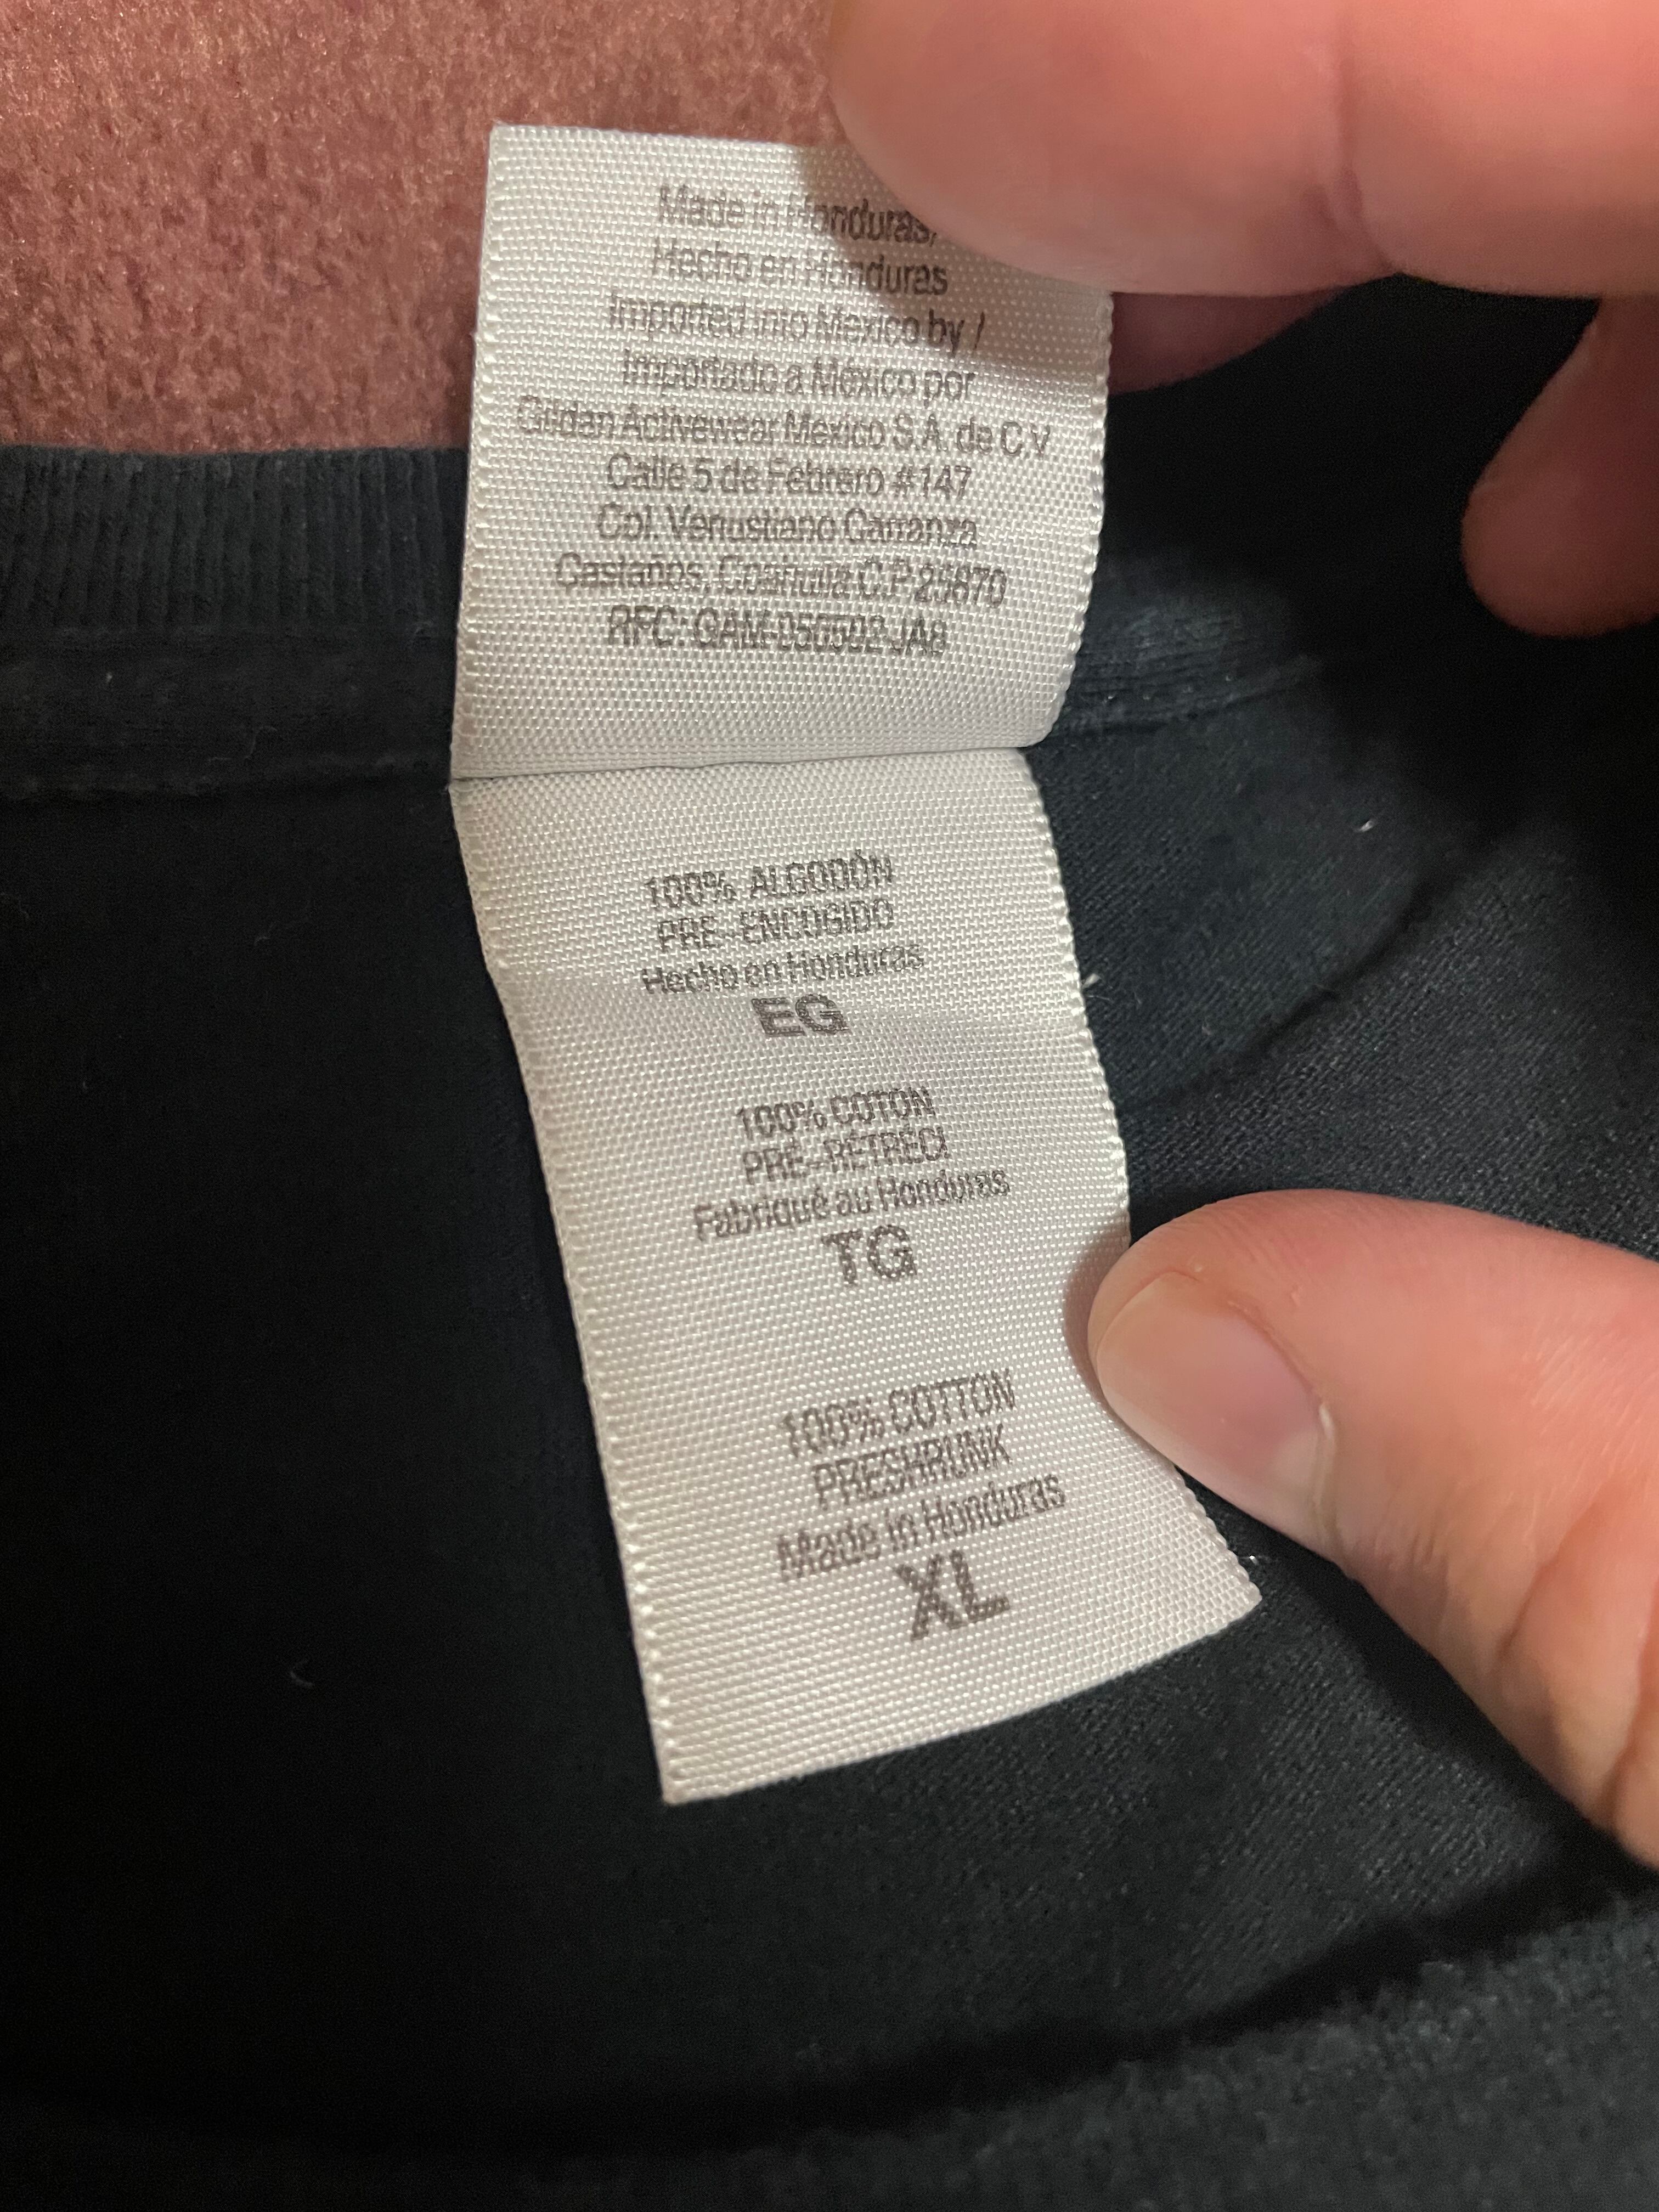 Made in Honduras/
Hecho en Honduras
Imported into Mexico by /
Importado a México por
Gildan Activewear Mexico S.A. de C.V
Calle 5 de Febrero #147
Col. Venustiano Carranza
Castaños, Coahuila C.P. 25870
RFC: GAM-050502-JA8
100% ALGODÓN
PRE-ENCOGIDO
Hecho en Honduras
EG
100% COTON
PRÉ-RÉTRÉCI
Fabriqué au Honduras
TG
100% COTTON
PRESHRUNK
Made in Honduras
XL